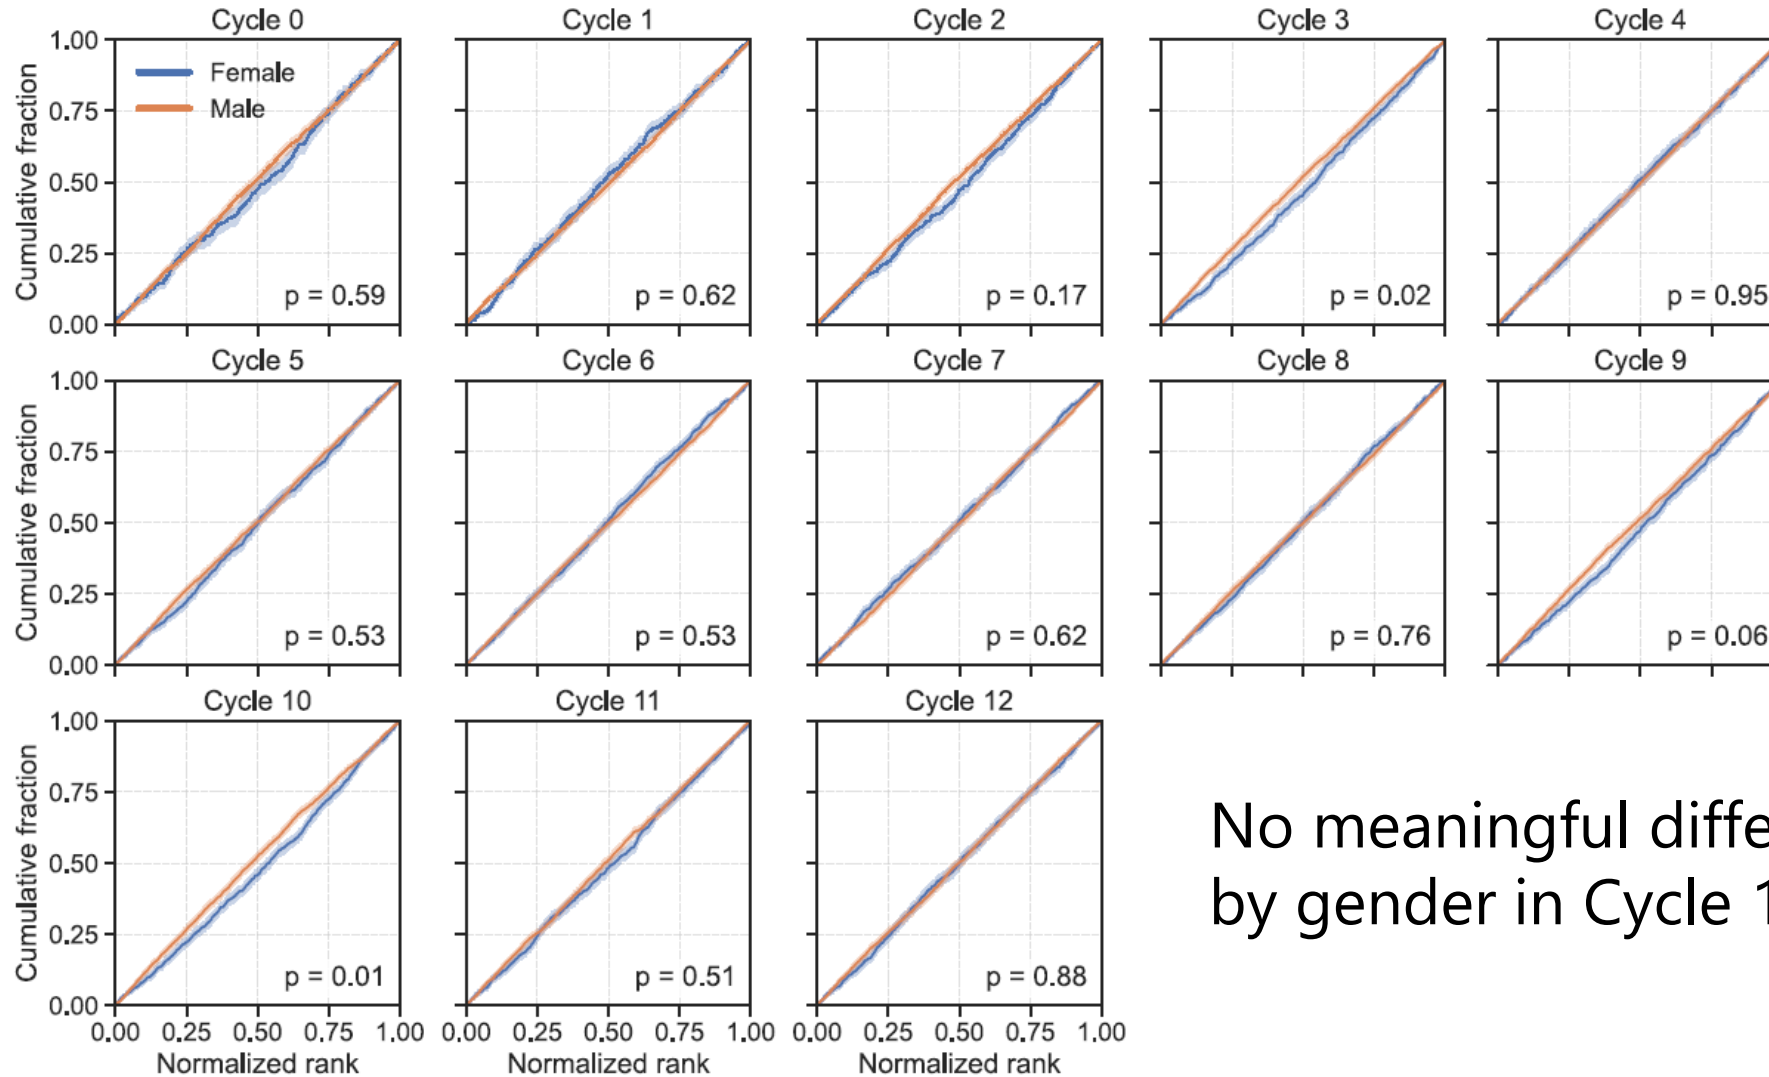 Cycle 0
Cycle 1
Cycle 2
Cycle 3
Cycle 4
Cumulative fraction
1.00
0.75
0.50
0.25
0.00
Female
Male
p = 0.59
p = 0.62
p = 0.17
p = 0.02
p = 0.95
Cycle 5
Cycle 6
Cycle 7
Cycle 8
Cycle 9
Cumulative fraction
1.00
0.75
0.50
0.25
0.00
p = 0.53
p = 0.53
p = 0.62
p = 0.76
p = 0.06
Cycle 10
Cycle 11
Cycle 12
Cumulative fraction
1.00
0.75
0.50
0.25
0.00
p = 0.01
p = 0.51
p = 0.88
0.00 0.25 0.50 0.75 1.00
0.00 0.25 0.50 0.75 1.00
0.00 0.25 0.50 0.75 1.00
Normalized rank
Normalized rank
Normalized rank
No meaningful diffe
by gender in Cycle 1